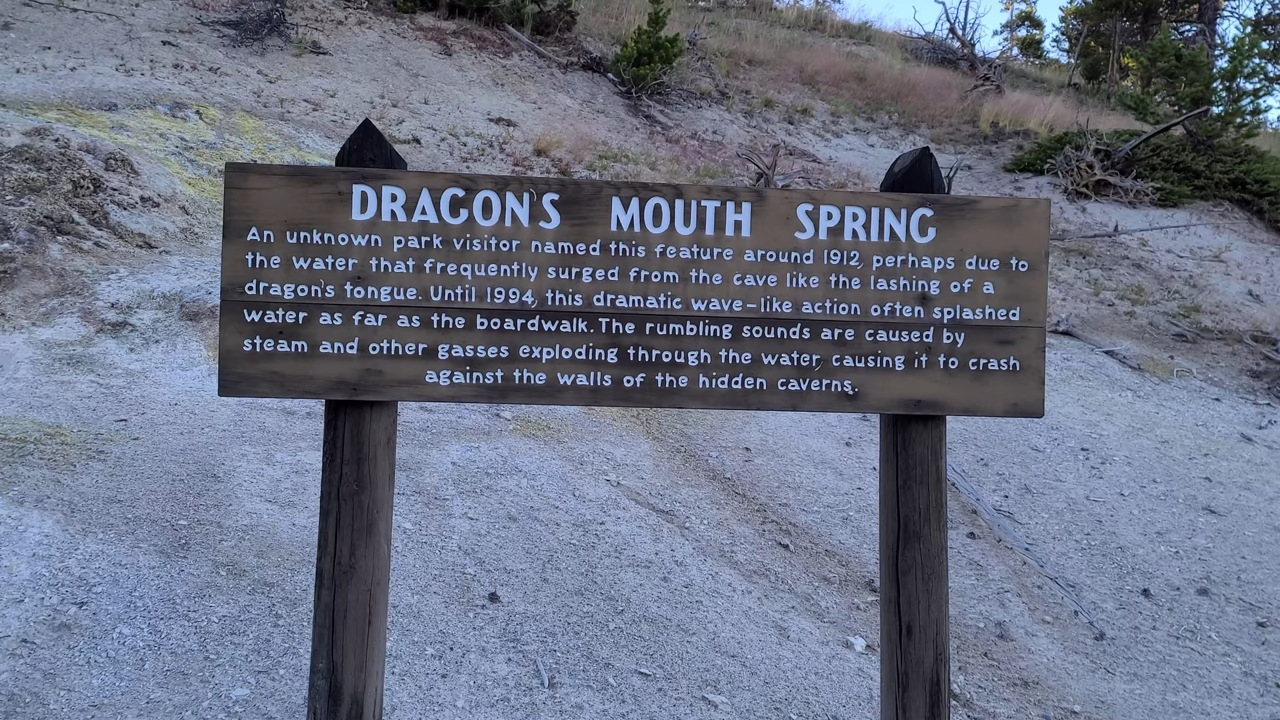 DRAGON'S MOUTH SPRING
An unknown park visitor named this feature around 1912, perhaps due to
the water that frequently surged from the cave like the lashing of a
dragon's tongue. Until 1994, this dramatic wave-like action often splashed
water as far as the boardwalk. The rumbling sounds are caused by
steam and other gasses exploding through the water, causing it to crash
against the walls of the hidden caverns.